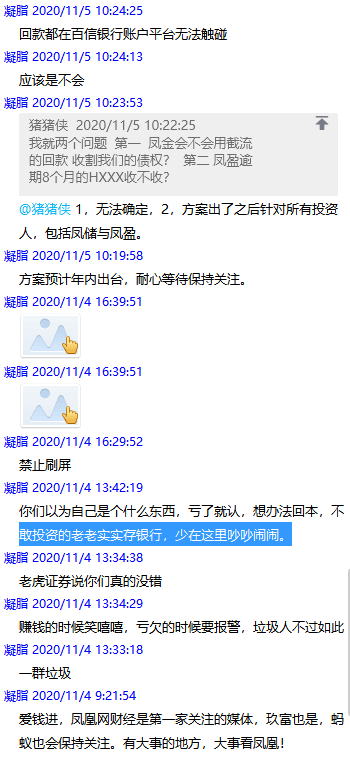 凝脂 2020/11/5 10:24:25
回款都在百信银行账户平台无法触碰
凝脂 2020/11/5 10:24:13
应该是不会
凝脂 2020/11/5 10:23:53
猪猪侠 2020/11/5 10:22:25
我就两个问题 第一 凤金会不会用截流
的回款 收割我们的债权？ 第二 凤盈逾
期8个月的HXXX收不收？
@猪猪侠 1，无法确定，2，方案出了之后针对所有投资
人，包括凤储与凤盈。
凝脂 2020/11/5 10:19:58
方案预计年内出台，耐心等待保持关注。
凝脂 2020/11/4 16:39:51
凝脂 2020/11/4 16:39:51
凝脂 2020/11/4 16:29:52
禁止刷屏
凝脂 2020/11/4 13:42:19
你们以为自己是个什么东西，亏了就认，想办法回本，不
敢投资的老老实实存银行，少在这里吵吵闹闹。
凝脂 2020/11/4 13:34:38
老虎证券说你们真的没错
凝脂 2020/11/4 13:34:29
赚钱的时候笑嘻嘻，亏欠的时候要报警，垃圾人不过如此
凝脂 2020/11/4 13:33:18
一群垃圾
凝脂 2020/11/4 9:21:54
爱钱进，凤凰网财经是第一家关注的媒体，玖富也是，蚂
蚁也会保持关注。有大事的地方，大事看凤凰！